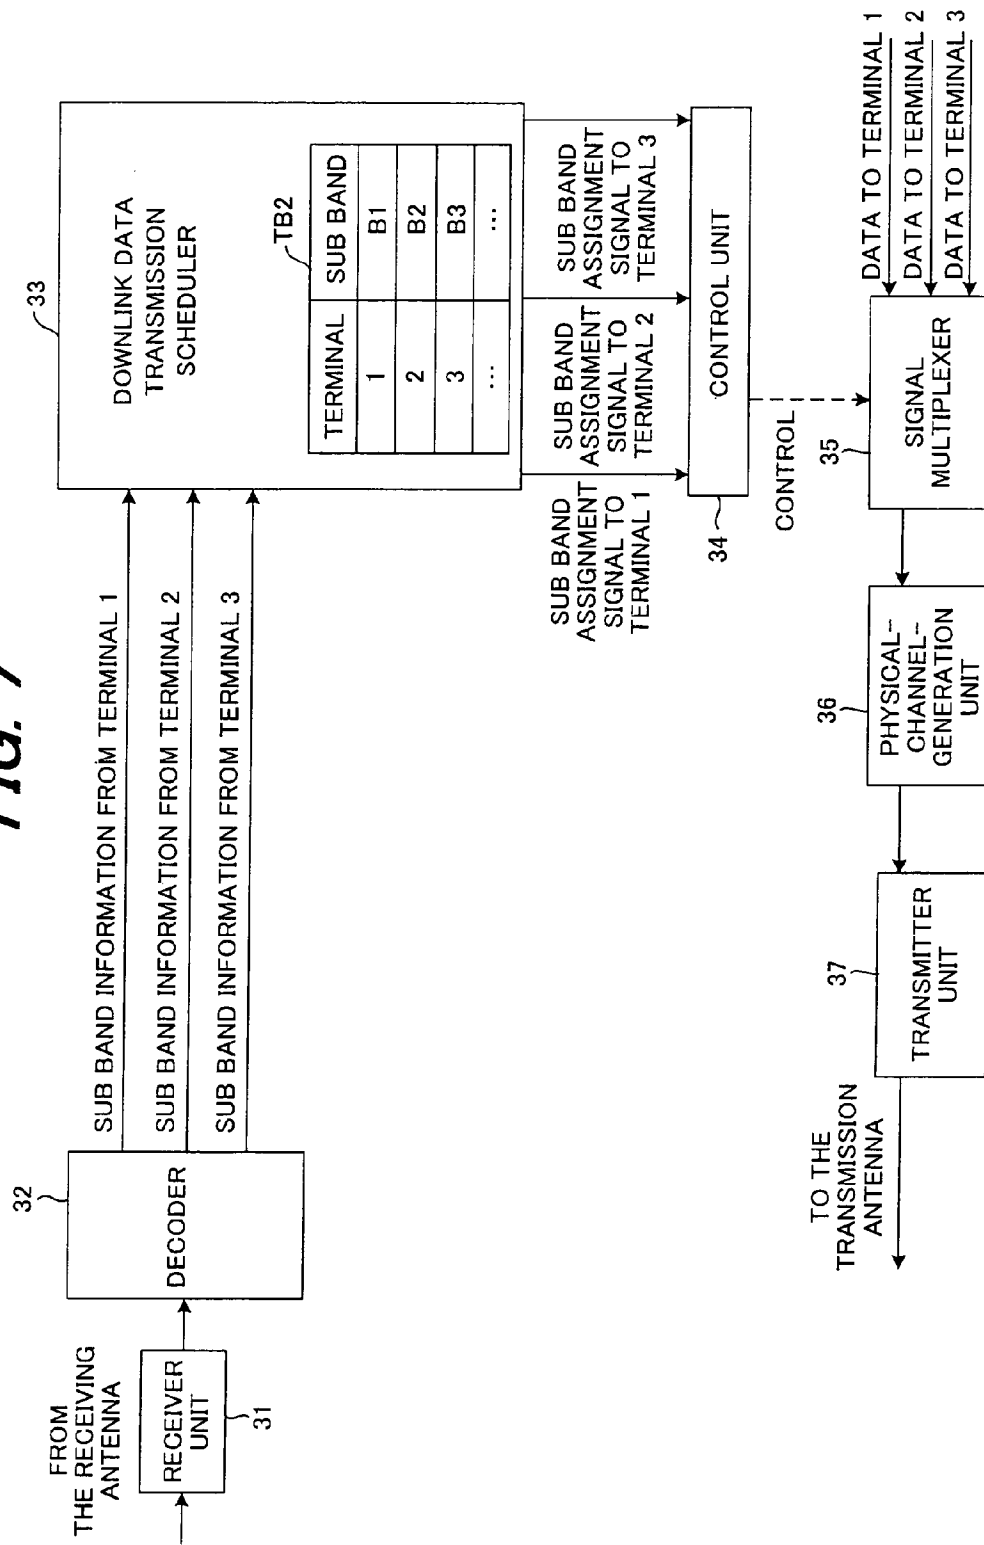 FIG. 7
FROM
THE RECEIVING
ANTENNA
RECEIVER
UNIT
31
32
DECODER
SUB BAND INFORMATION FROM TERMINAL 1
SUB BAND INFORMATION FROM TERMINAL 2
SUB BAND INFORMATION FROM TERMINAL 3
33
DOWNLINK DATA
TRANSMISSION
SCHEDULER
TB2
TERMINAL SUB BAND
1 B1
2 B2
3 B3
... ...
SUB BAND
ASSIGNMENT
SIGNAL TO
TERMINAL 1
SUB BAND
ASSIGNMENT
SIGNAL TO
TERMINAL 2
SUB BAND
ASSIGNMENT
SIGNAL TO
TERMINAL 3
34
CONTROL UNIT
CONTROL
DATA TO TERMINAL 1
DATA TO TERMINAL 2
DATA TO TERMINAL 3
35
SIGNAL
MULTIPLEXER
36
PHYSICAL-
CHANNEL-
GENERATION
UNIT
37
TRANSMITTER
UNIT
TO THE
TRANSMISSION
ANTENNA